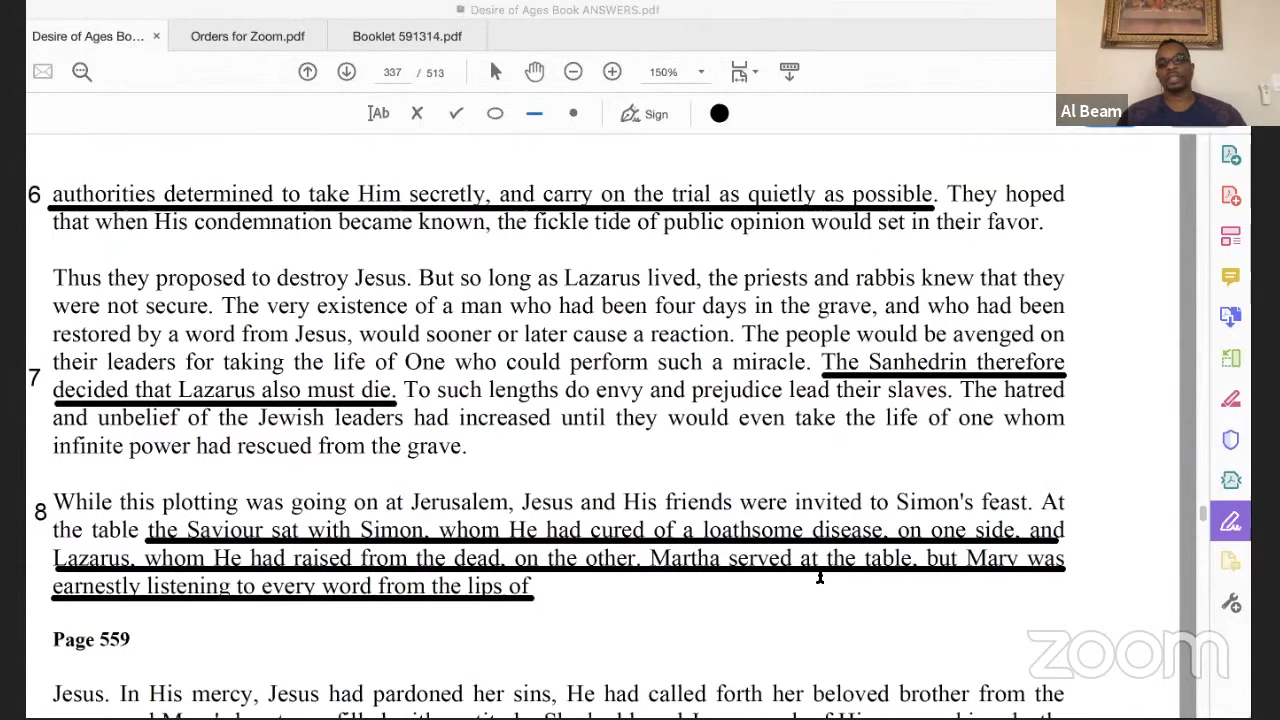 Desire of Ages Book ANSWERS.pdf
Desire of Ages Bo... × Orders for Zoom.pdf Booklet 591314.pdf
337 / 513 150%
Ab Sign
Al Beam
6 authorities determined to take Him secretly, and carry on the trial as quietly as possible. They hoped
that when His condemnation became known, the fickle tide of public opinion would set in their favor.
Thus they proposed to destroy Jesus. But so long as Lazarus lived, the priests and rabbis knew that they
were not secure. The very existence of a man who had been four days in the grave, and who had been
restored by a word from Jesus, would sooner or later cause a reaction. The people would be avenged on
their leaders for taking the life of One who could perform such a miracle. The Sanhedrin therefore
7 decided that Lazarus also must die. To such lengths do envy and prejudice lead their slaves. The hatred
and unbelief of the Jewish leaders had increased until they would even take the life of one whom
infinite power had rescued from the grave.
8 While this plotting was going on at Jerusalem, Jesus and His friends were invited to Simon's feast. At
the table the Saviour sat with Simon, whom He had cured of a loathsome disease, on one side, and
Lazarus, whom He had raised from the dead, on the other. Martha served at the table, but Mary was
earnestly listening to every word from the lips of
Page 559
zoom
Jesus. In His mercy, Jesus had pardoned her sins, He had called forth her beloved brother from the